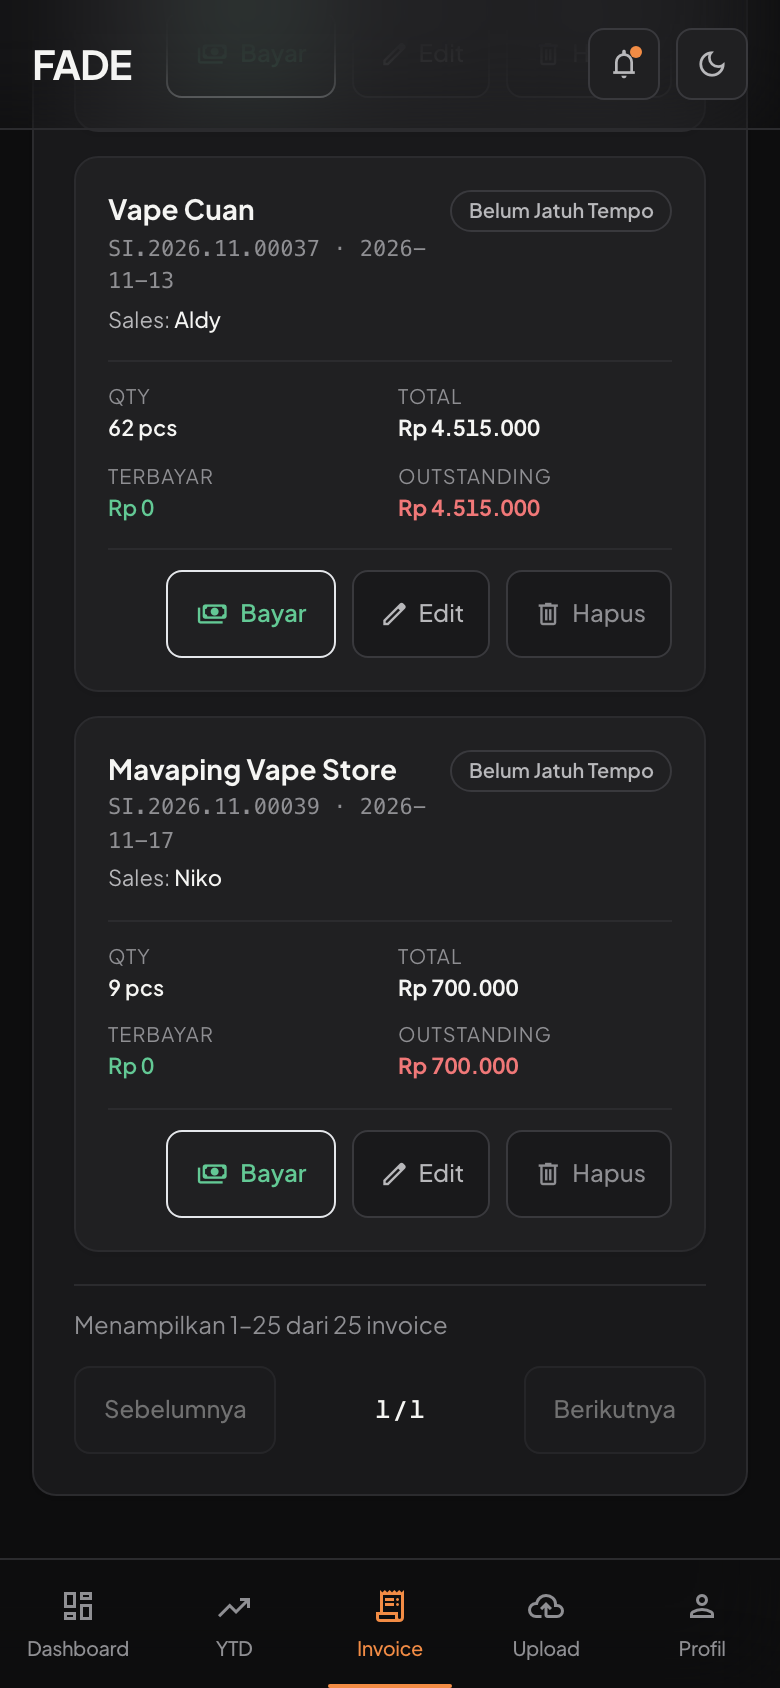 FADE
Bayar
Edit
Vape Cuan
Belum Jatuh Tempo
SI.2026.11.00037 · 2026-
11-13
Sales: Aldy
QTY
TOTAL
62 pcs
Rp 4.515.000
TERBAYAR
OUTSTANDING
Rp 0
Rp 4.515.000
Bayar
Edit
Hapus
Mavaping Vape Store
Belum Jatuh Tempo
SI.2026.11.00039 · 2026-
11-17
Sales: Niko
QTY
TOTAL
9 pcs
Rp 700.000
TERBAYAR
OUTSTANDING
Rp 0
Rp 700.000
Bayar
Edit
Hapus
Menampilkan 1–25 dari 25 invoice
Sebelumnya
1 / 1
Berikutnya
Dashboard
YTD
Invoice
Upload
Profil